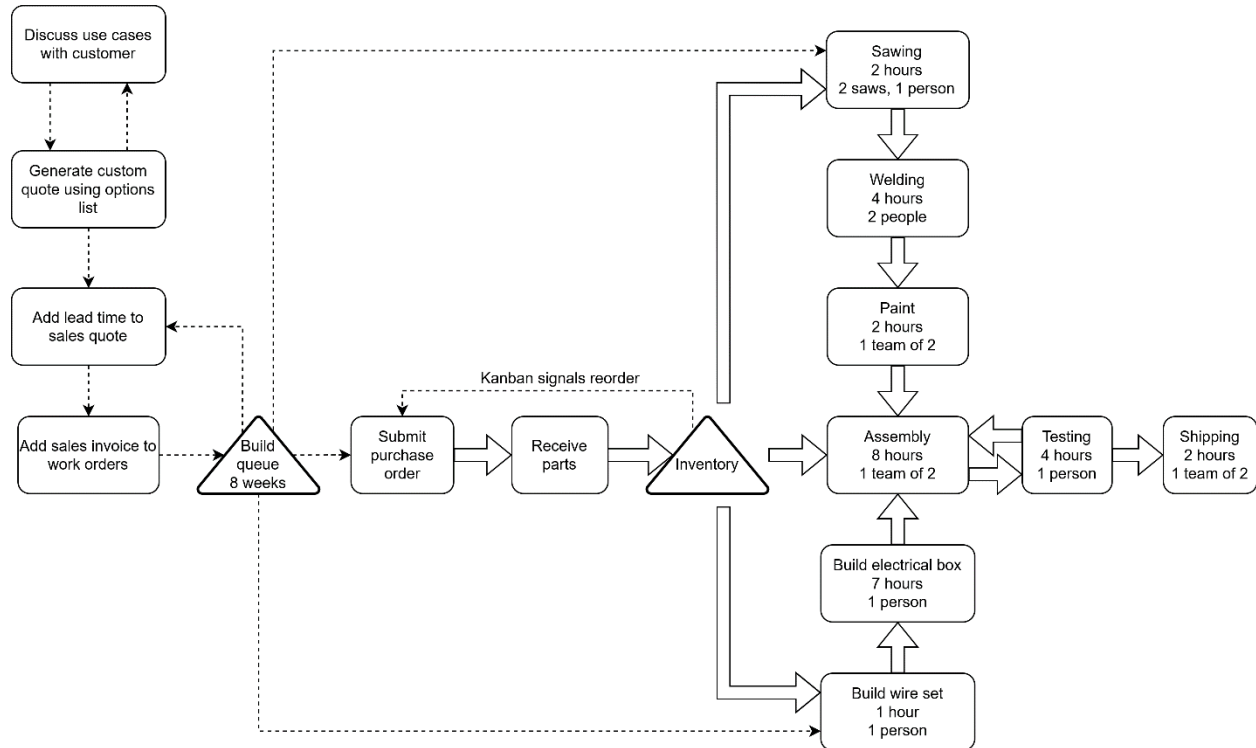 Discuss use cases
with customer
Generate custom
quote using options
list
Add lead time to
sales quote
Add sales invoice to
work orders
Build
queue
8 weeks
Submit
purchase
order
Kanban signals reorder
Receive
parts
Inventory
Sawing
2 hours
2 saws, 1 person
Welding
4 hours
2 people
Paint
2 hours
1 team of 2
Assembly
8 hours
1 team of 2
Testing
4 hours
1 person
Shipping
2 hours
1 team of 2
Build electrical box
7 hours
1 person
Build wire set
1 hour
1 person